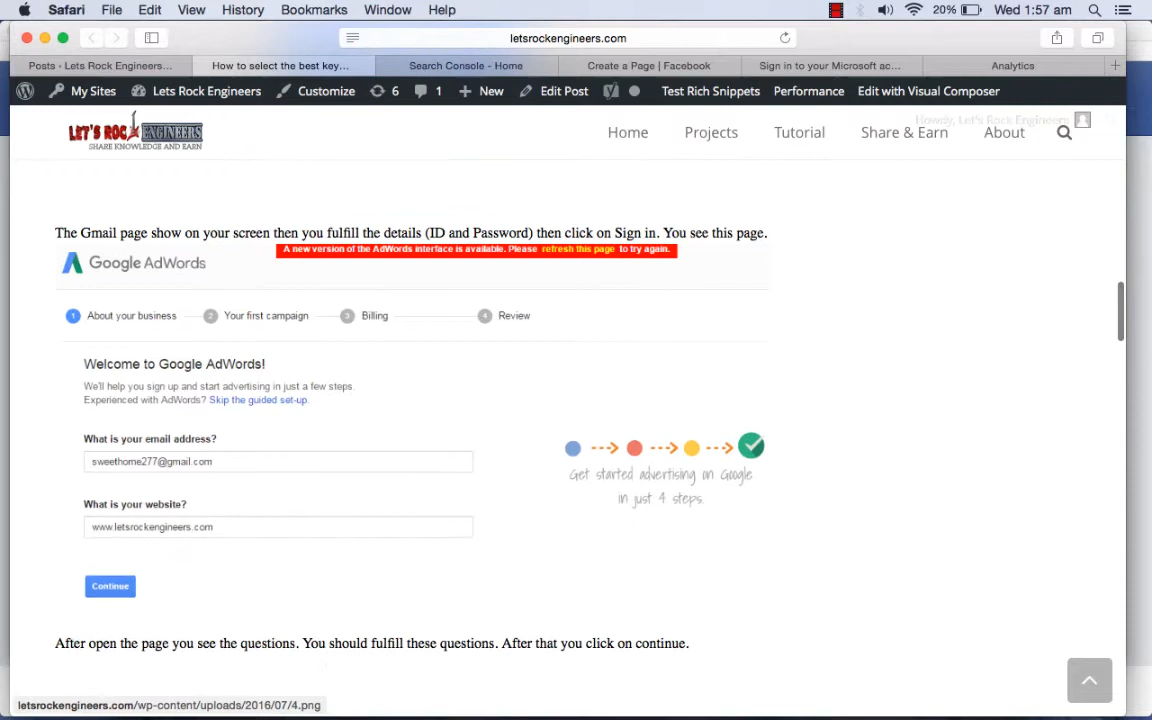 Safari File Edit View History Bookmarks Window Help 20% Wed 1:57 am
letsrockengineers.com
Posts ‹ Lets Rock Engineers... How to select the best key... Search Console - Home Create a Page | Facebook Sign in to your Microsoft ac... Analytics
My Sites Lets Rock Engineers Customize 6 1 New Edit Post Test Rich Snippets Performance Edit with Visual Composer
Howdy, Let's Rock Engineers
LET'S ROCK ENGINEERS
SHARE KNOWLEDGE AND EARN
Home Projects Tutorial Share & Earn About
The Gmail page show on your screen then you fulfill the details (ID and Password) then click on Sign in. You see this page.
A new version of the AdWords interface is available. Please refresh this page to try again.
Google AdWords
1 About your business 2 Your first campaign 3 Billing 4 Review
Welcome to Google AdWords!
We'll help you sign up and start advertising in just a few steps.
Experienced with AdWords? Skip the guided set-up.
What is your email address?
sweethome277@gmail.com
What is your website?
www.letsrockengineers.com
Get started advertising on Google
in just 4 steps.
Continue
After open the page you see the questions. You should fulfill these questions. After that you click on continue.
letsrockengineers.com/wp-content/uploads/2016/07/4.png